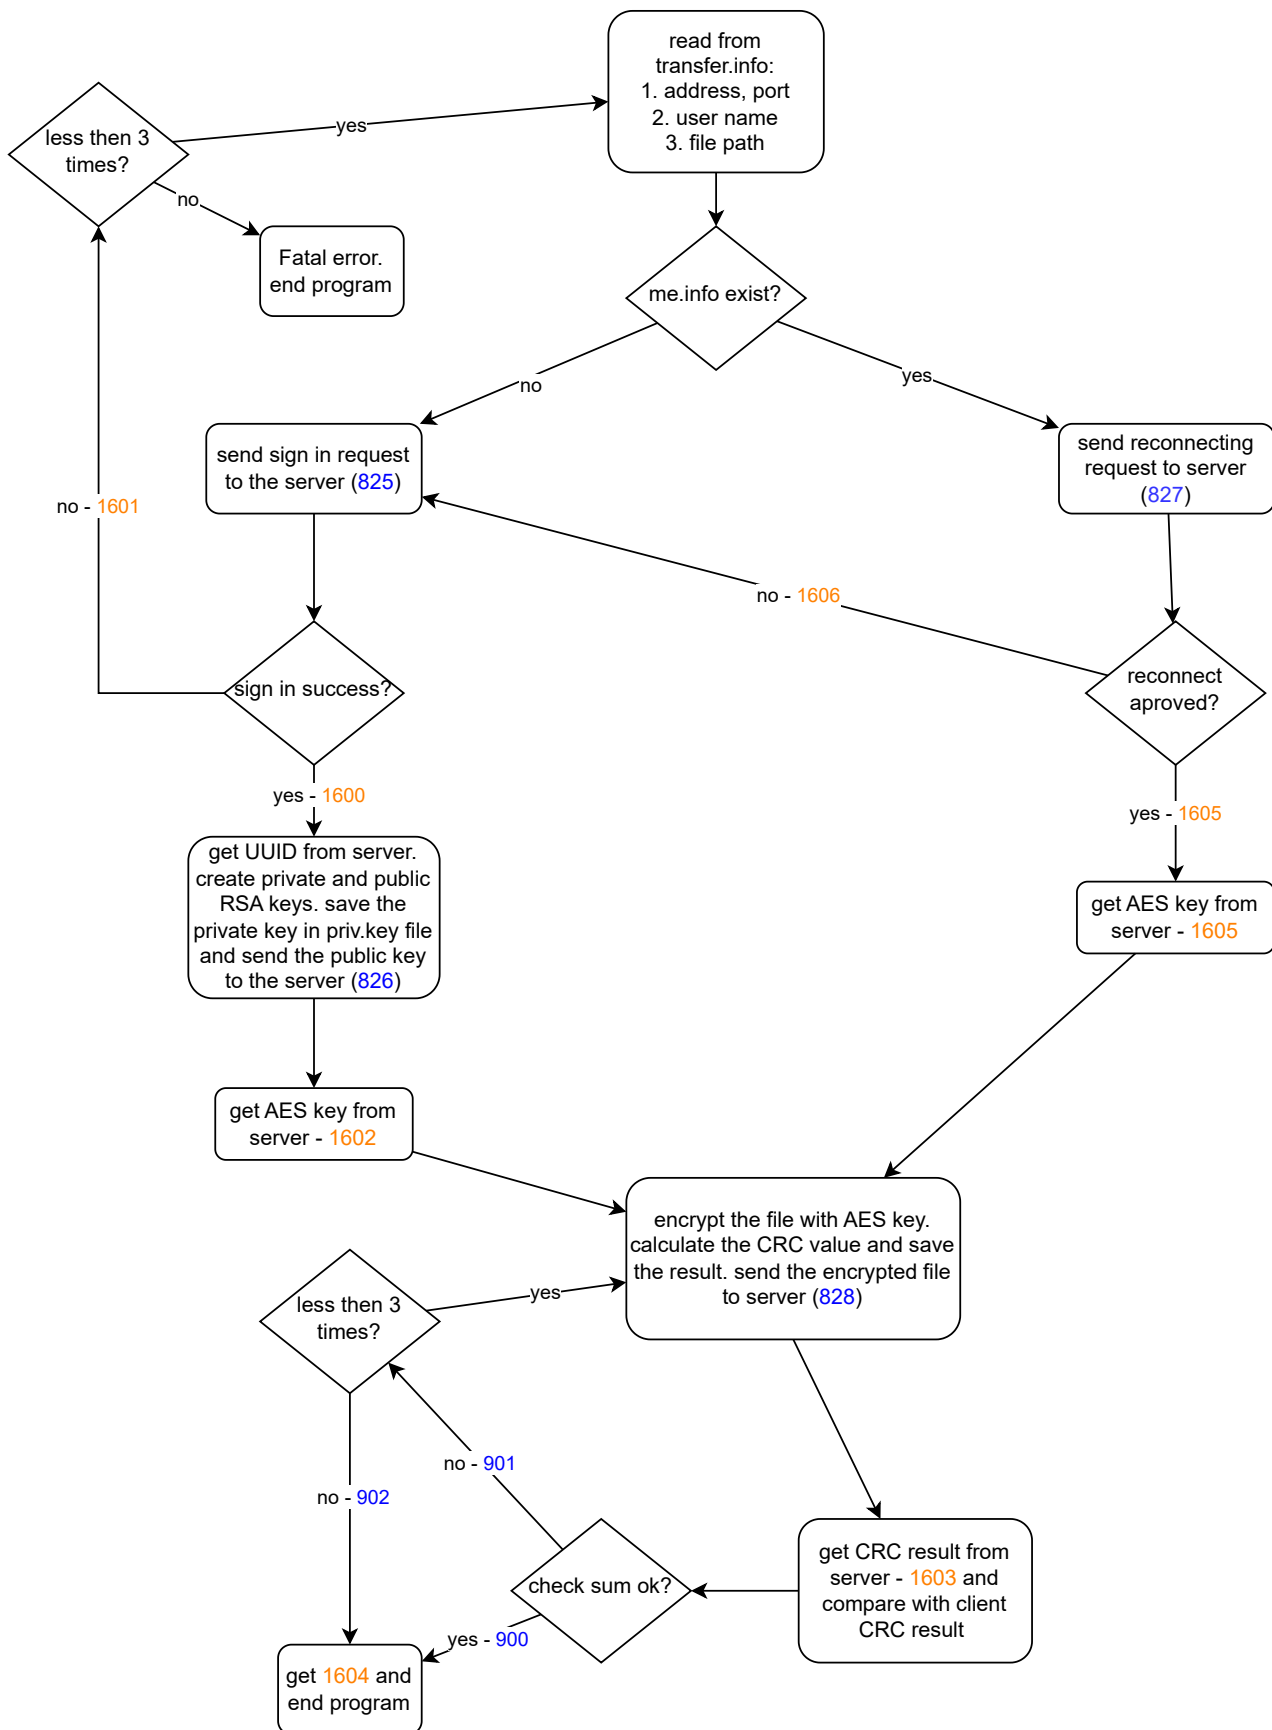 read from
transfer.info:
1. address, port
2. user name
3. file path
less then 3
times?
yes
no
Fatal error.
end program
me.info exist?
no
yes
send sign in request
to the server (825)
send reconnecting
request to server
(827)
no - 1601
no - 1606
sign in success?
reconnect
aproved?
yes - 1600
yes - 1605
get UUID from server.
create private and public
RSA keys. save the
private key in priv.key file
and send the public key
to the server (826)
get AES key from
server - 1605
get AES key from
server - 1602
encrypt the file with AES key.
calculate the CRC value and save
the result. send the encrypted file
to server (828)
less then 3
times?
yes
no - 901
no - 902
get CRC result from
server - 1603 and
compare with client
CRC result
check sum ok?
yes - 900
get 1604 and
end program